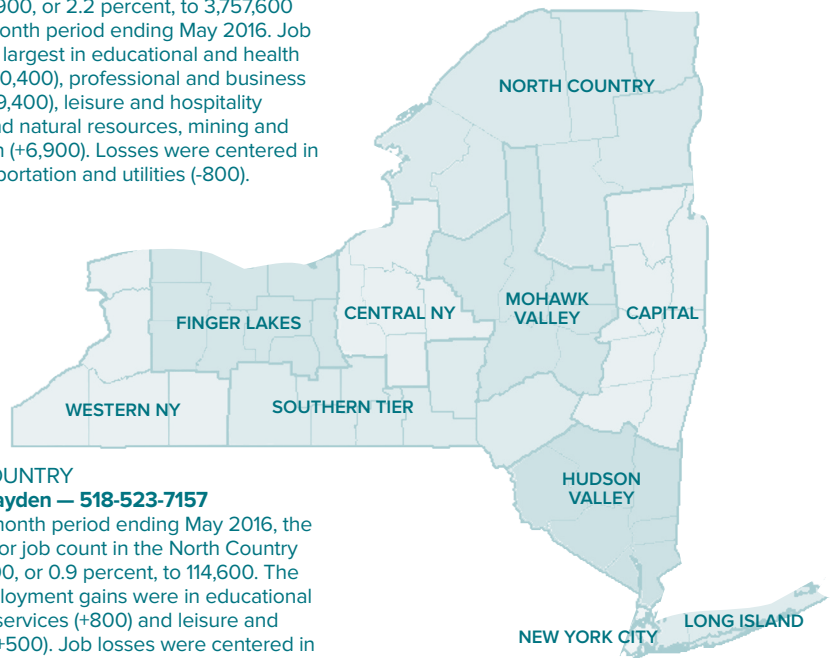 900, or 2.2 percent, to 3,757,600
onth period ending May 2016. Job
largest in educational and health
0,400), professional and business
9,400), leisure and hospitality
d natural resources, mining and
(+6,900). Losses were centered in
portation and utilities (-800).
NORTH COUNTRY
FINGER LAKES
CENTRAL NY
MOHAWK
VALLEY
CAPITAL
WESTERN NY
SOUTHERN TIER
HUDSON
VALLEY
NEW YORK CITY
LONG ISLAND
OUNTRY
ayden — 518-523-7157
month period ending May 2016, the
or job count in the North Country
00, or 0.9 percent, to 114,600. The
loyment gains were in educational
services (+800) and leisure and
+500). Job losses were centered in